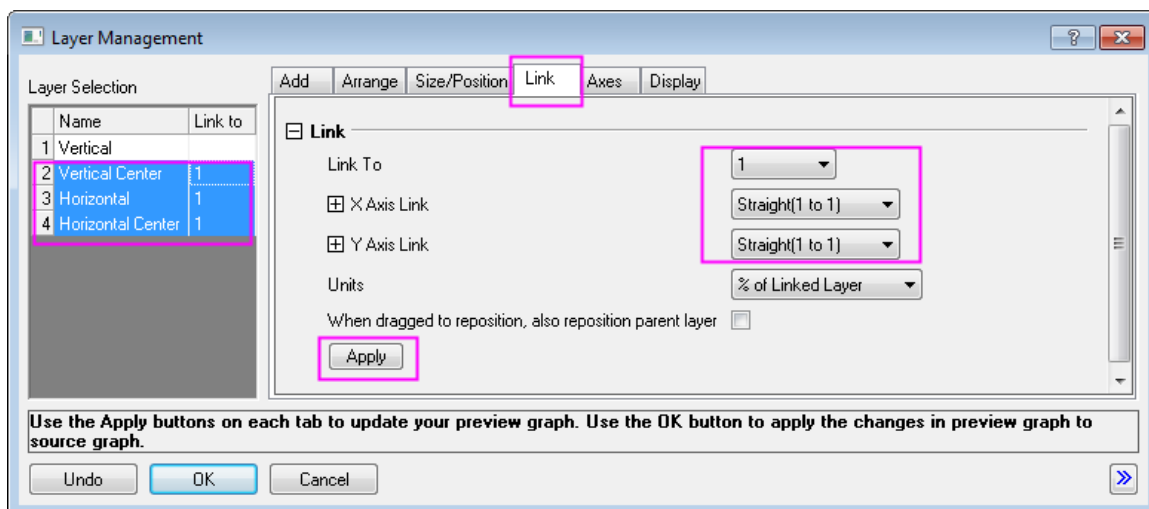 Layer Management
Layer Selection
Name Link to
1 Vertical
2 Vertical Center 1
3 Horizontal 1
4 Horizontal Center 1
Add Arrange Size/Position Link Axes Display
Link
Link To 1
X Axis Link Straight(1 to 1)
Y Axis Link Straight(1 to 1)
Units % of Linked Layer
When dragged to reposition, also reposition parent layer
Apply
Use the Apply buttons on each tab to update your preview graph. Use the OK button to apply the changes in preview graph to
source graph.
Undo OK Cancel